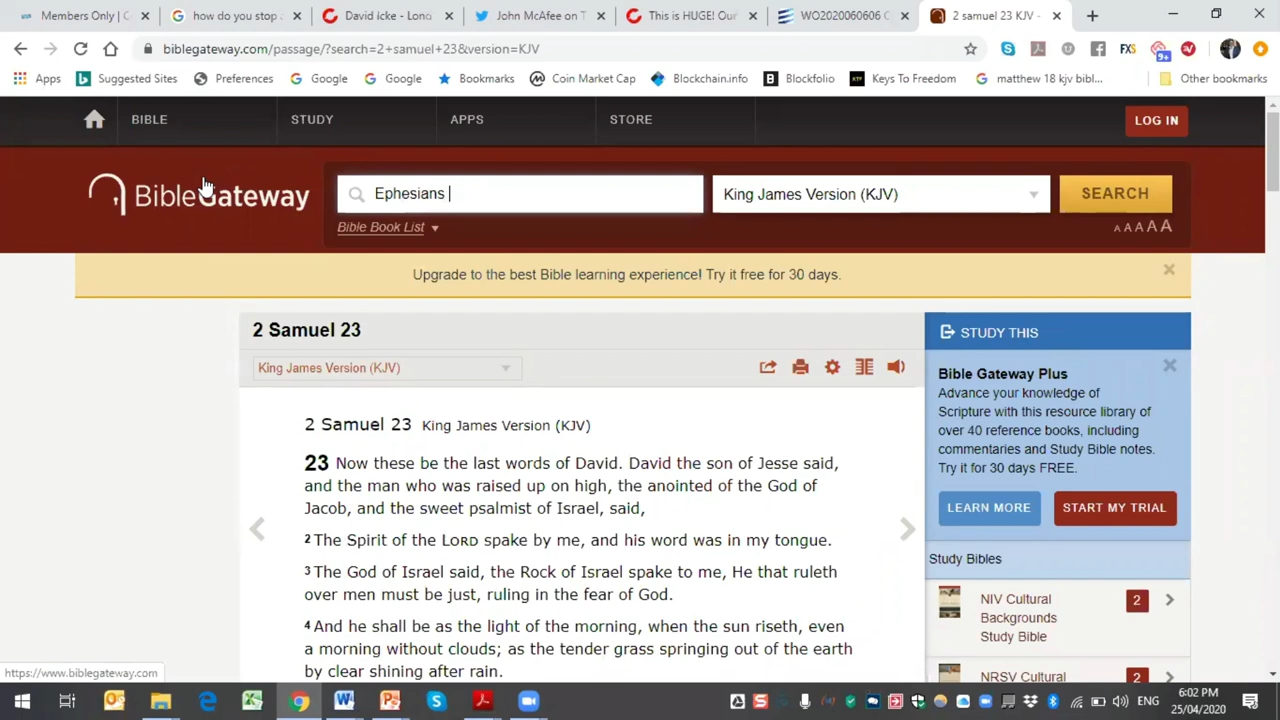 Members Only (
how do you stop a
David icke - Lond
John McAfee on T
This is HUGE! Our
WO2020060606 C
2 samuel 23 KJV -
biblegateway.com/passage/?search=2+samuel+23&version=KJV
FXS
9+
Apps
Suggested Sites
Preferences
Google
Google
Bookmarks
Coin Market Cap
Blockchain.info
Blockfolio
Keys To Freedom
matthew 18 kjv bibl...
Other bookmarks
BIBLE
STUDY
APPS
STORE
LOG IN
BibleGateway
Ephesians
King James Version (KJV)
SEARCH
Bible Book List
A A A A A
Upgrade to the best Bible learning experience! Try it free for 30 days.
2 Samuel 23
King James Version (KJV)
STUDY THIS
Bible Gateway Plus
Advance your knowledge of
Scripture with this resource library of
over 40 reference books, including
commentaries and Study Bible notes.
Try it for 30 days FREE.
LEARN MORE
START MY TRIAL
2 Samuel 23 King James Version (KJV)
23 Now these be the last words of David. David the son of Jesse said,
and the man who was raised up on high, the anointed of the God of
Jacob, and the sweet psalmist of Israel, said,
2 The Spirit of the LORD spake by me, and his word was in my tongue.
3 The God of Israel said, the Rock of Israel spake to me, He that ruleth
over men must be just, ruling in the fear of God.
4 And he shall be as the light of the morning, when the sun riseth, even
a morning without clouds; as the tender grass springing out of the earth
by clear shining after rain.
Study Bibles
NIV Cultural
Backgrounds
Study Bible
2
NRSV Cultural
2
https://www.biblegateway.com
ENG
6:02 PM
25/04/2020